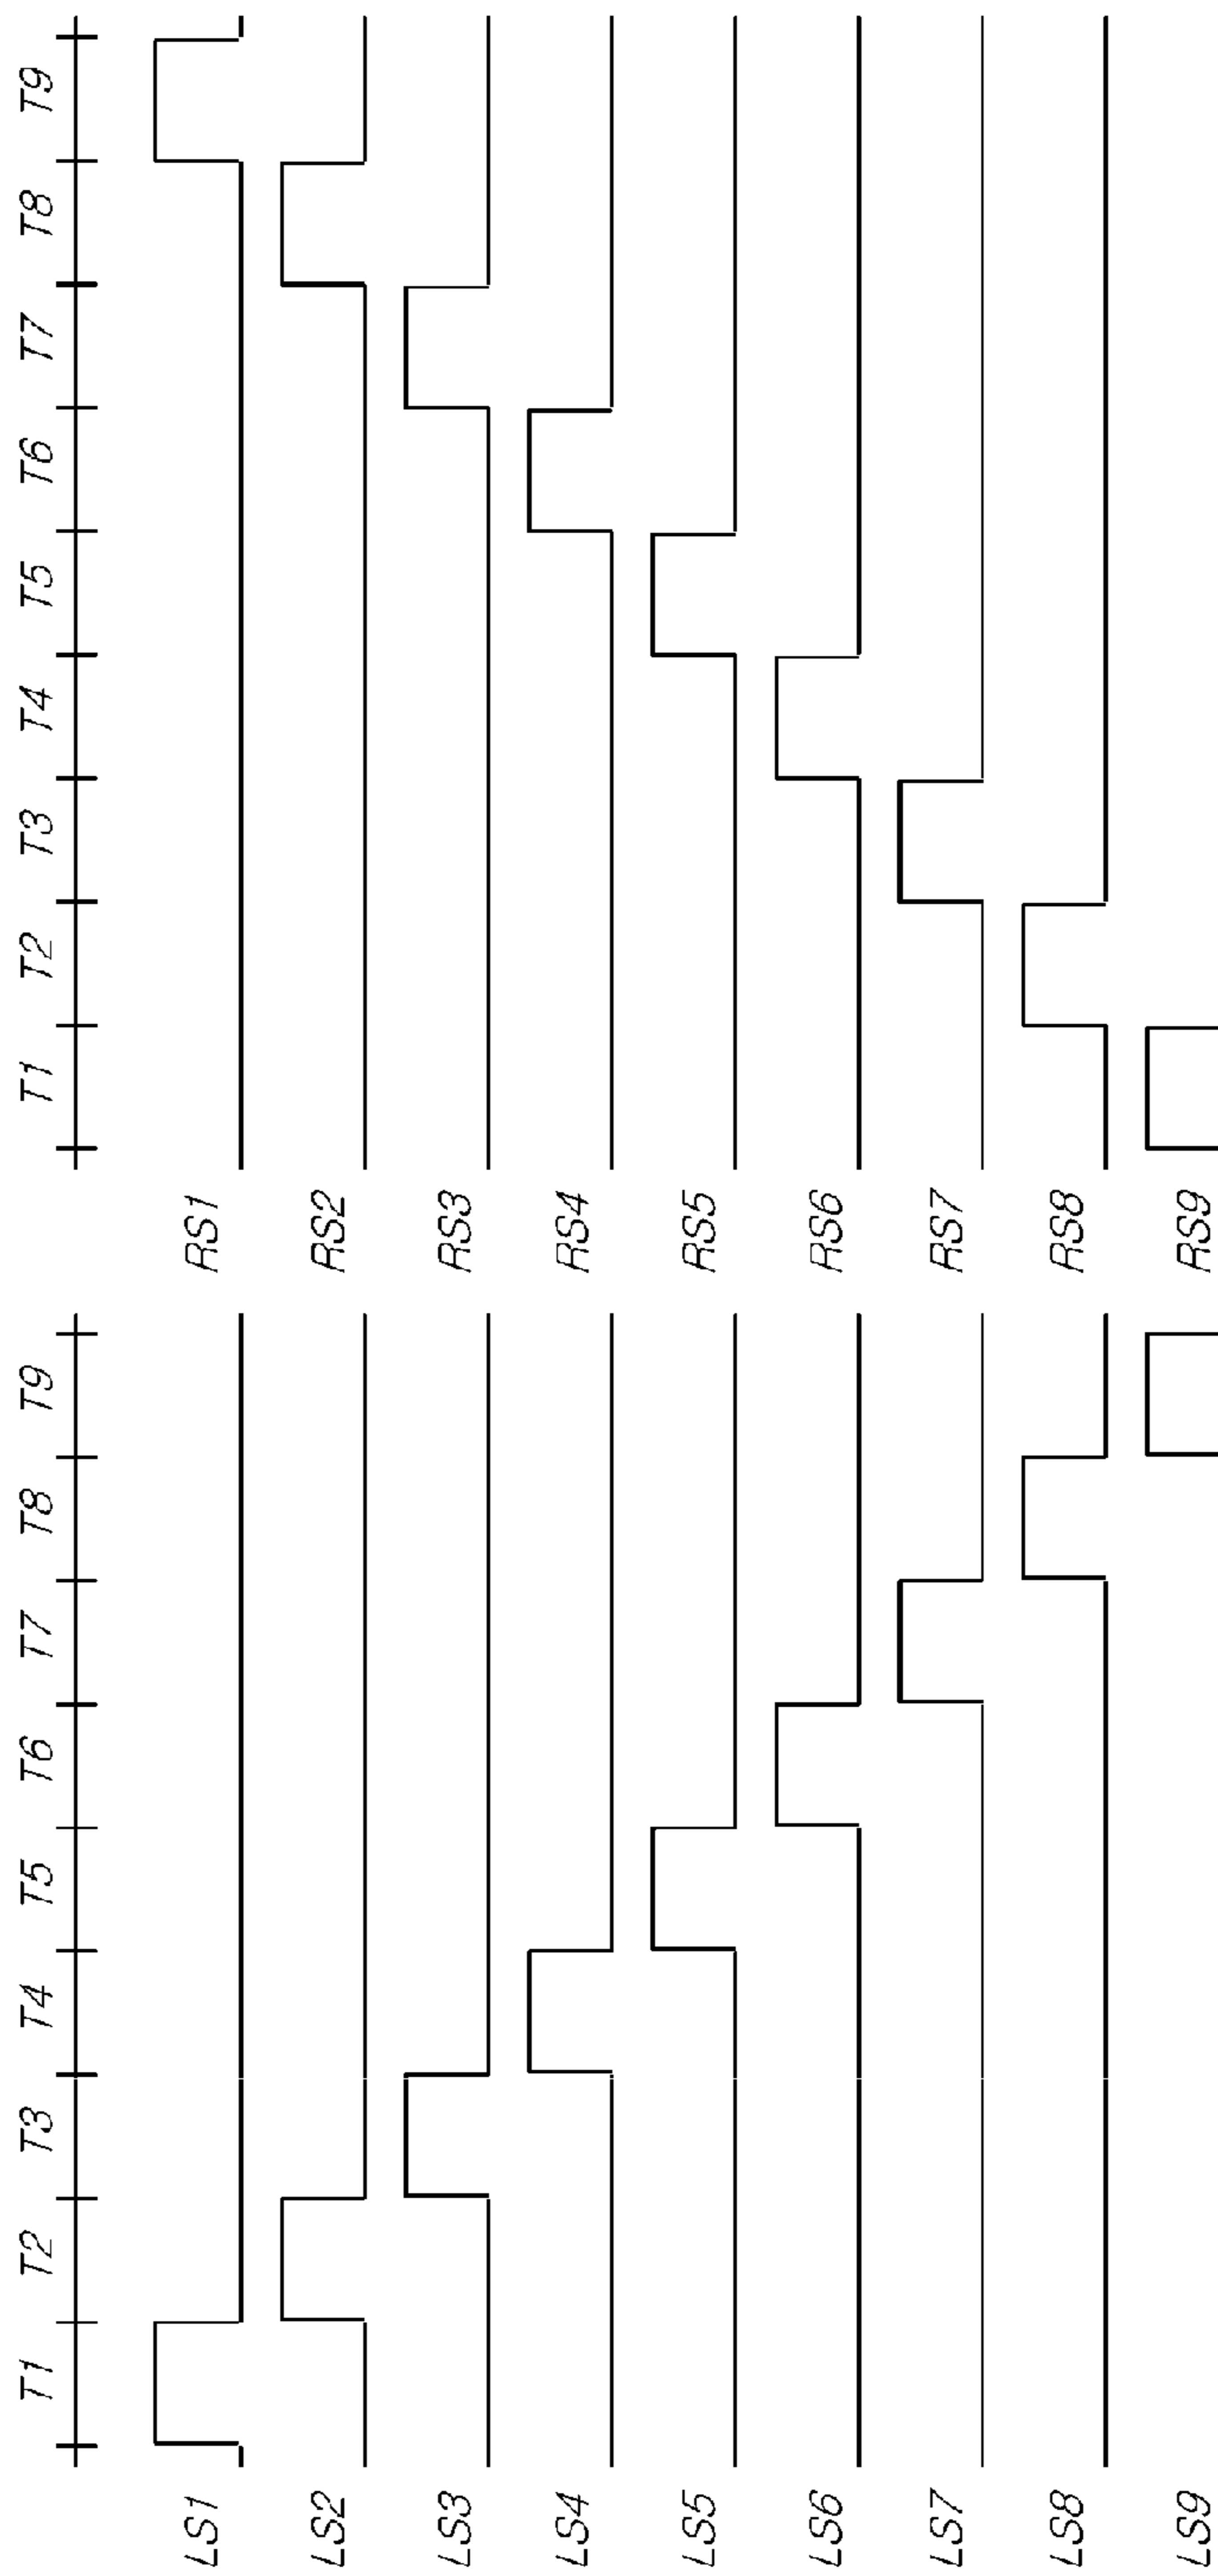 T1 T2 T3 T4 T5 T6 T7 T8 T9
LS1
LS2
LS3
LS4
LS5
LS6
LS7
LS8
LS9
T1 T2 T3 T4 T5 T6 T7 T8 T9
RS1
RS2
RS3
RS4
RS5
RS6
RS7
RS8
RS9